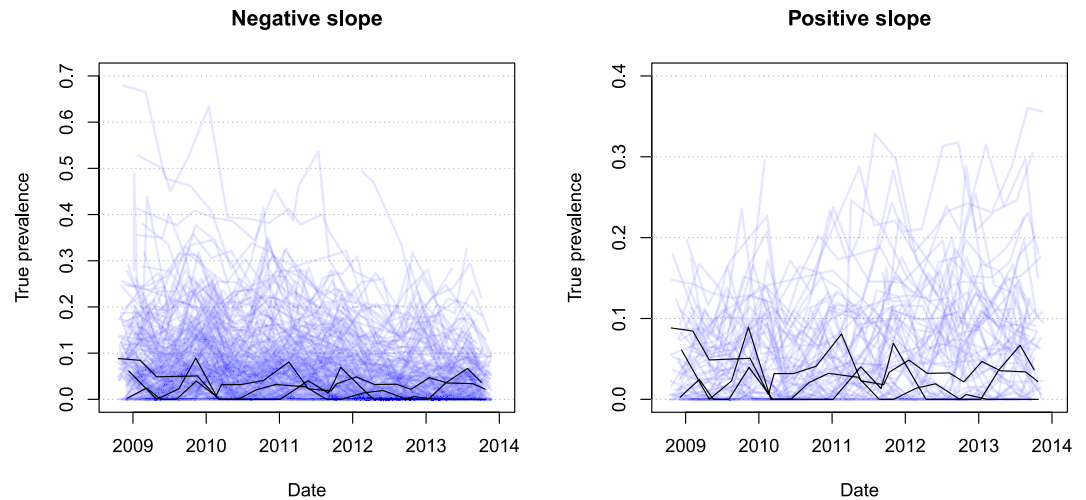 Negative slope
True prevalence
0.0 0.1 0.2 0.3 0.4 0.5 0.6 0.7
2009 2010 2011 2012 2013 2014
Date
Positive slope
True prevalence
0.0 0.1 0.2 0.3 0.4
2009 2010 2011 2012 2013 2014
Date